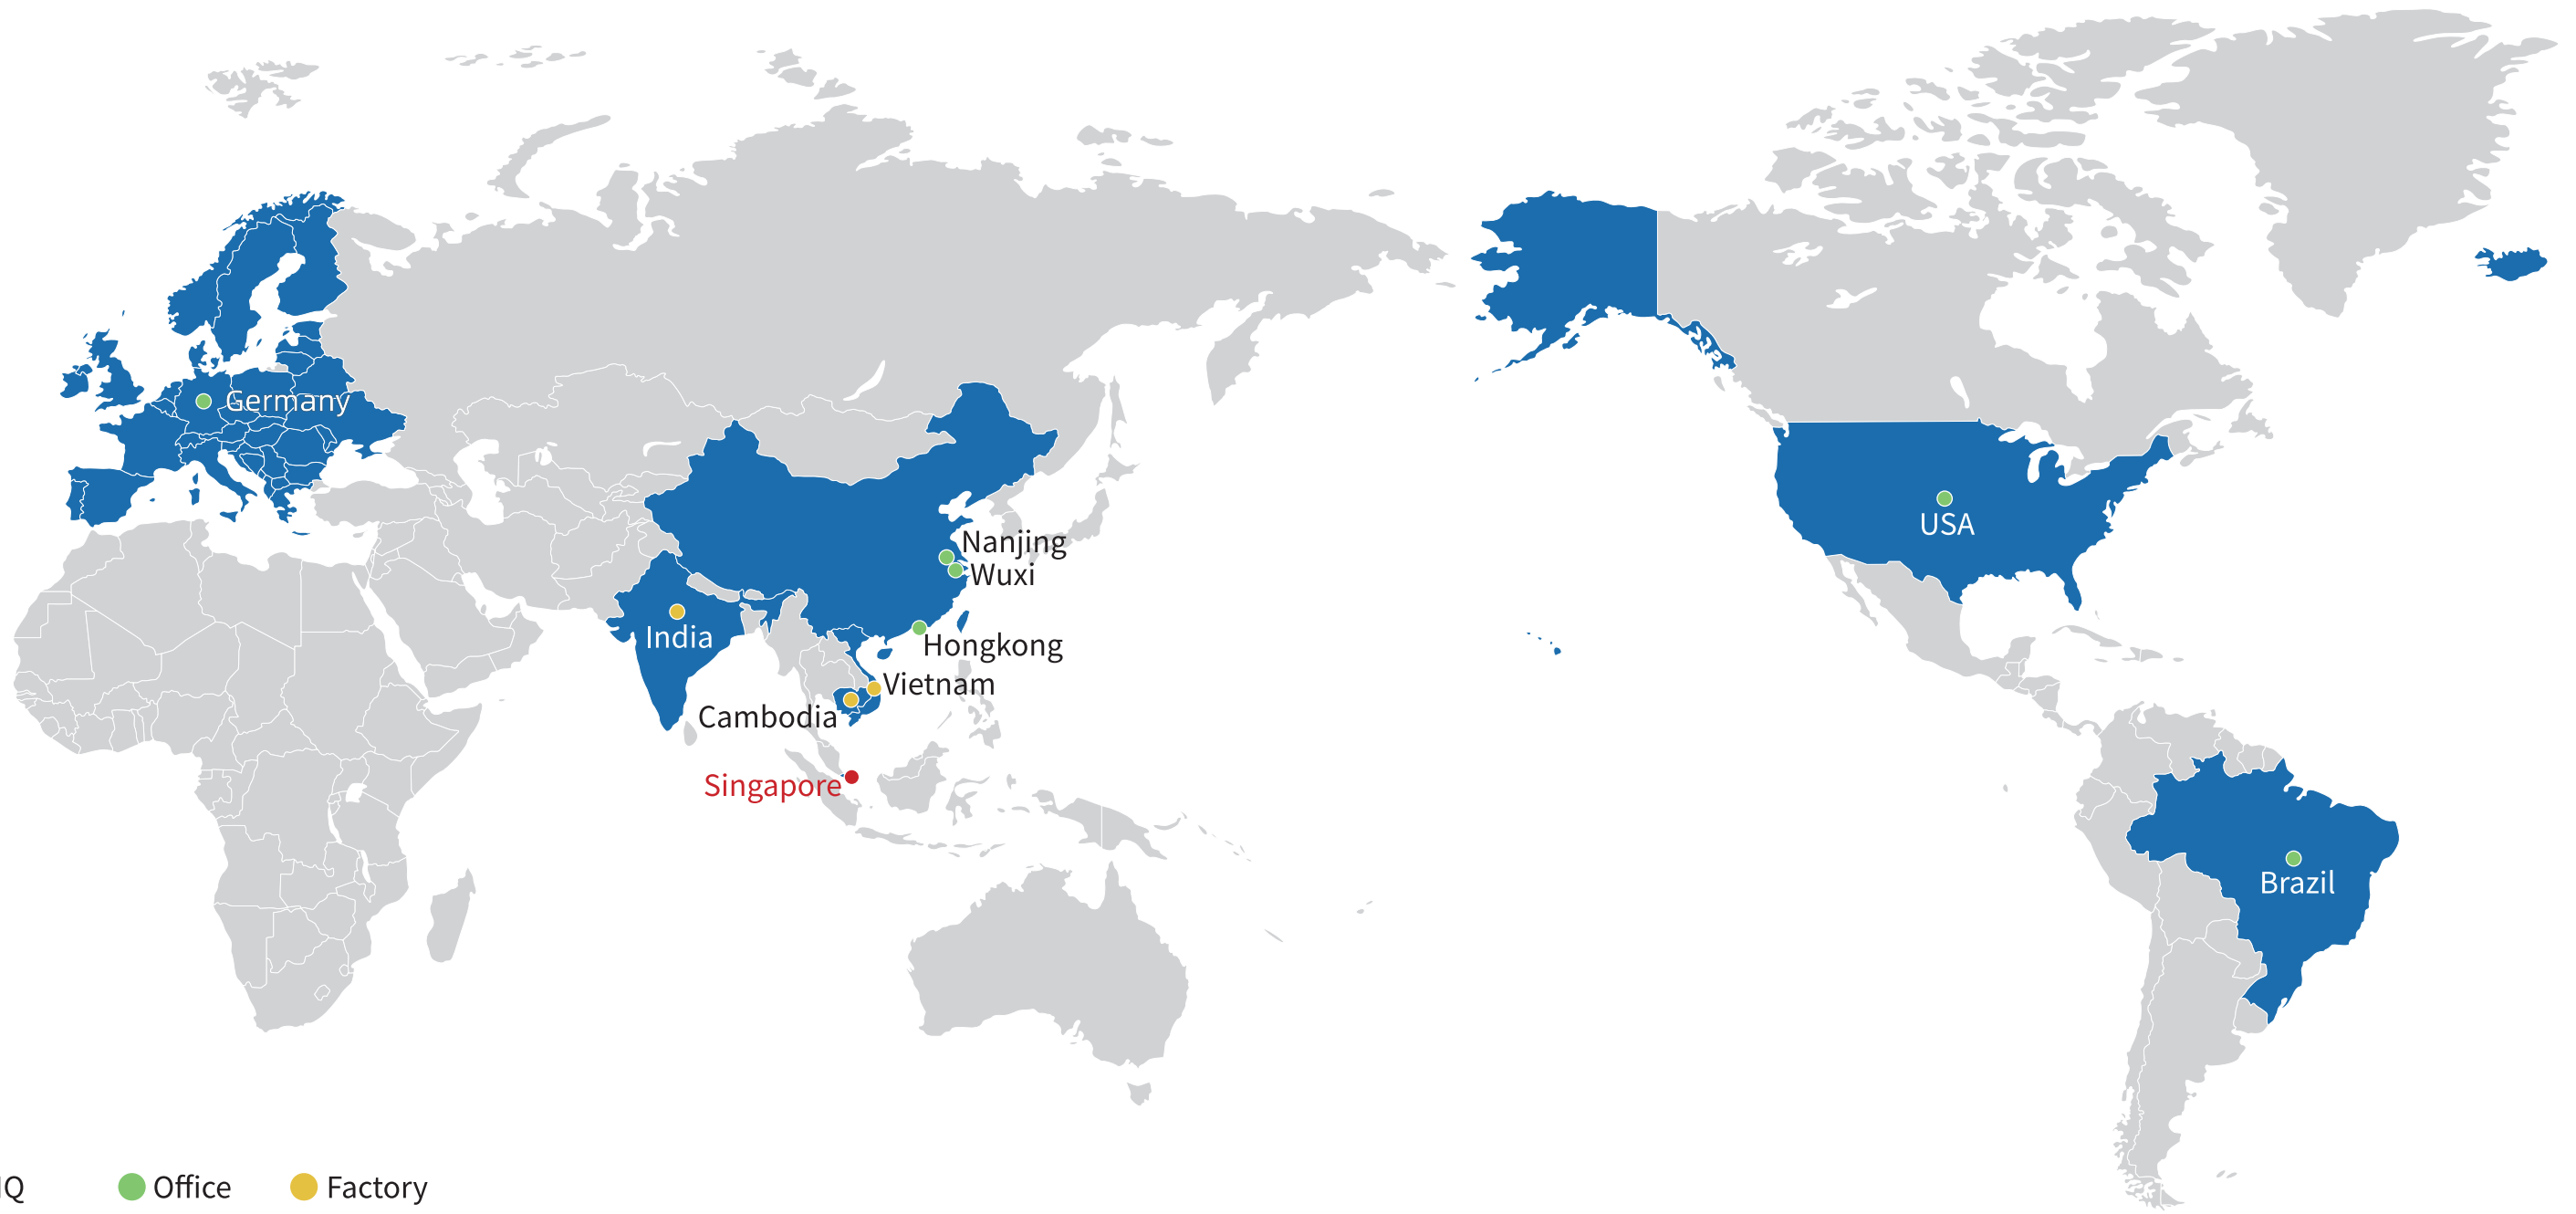 Germany
Nanjing
Wuxi
USA
India
Hongkong
Vietnam
Cambodia
Singapore
Brazil
Office
Factory